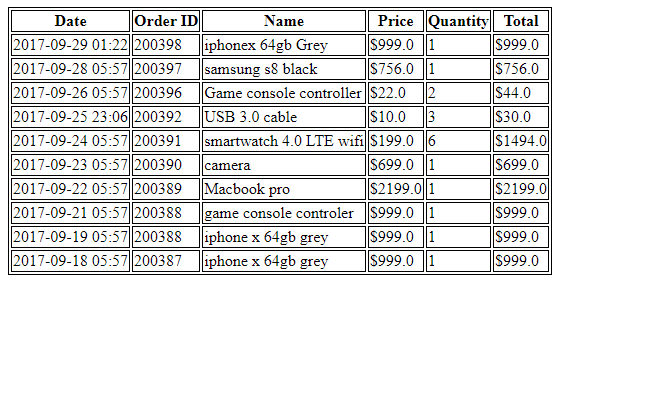 Date Order ID Name Price Quantity Total
2017-09-29 01:22 200398 iphonex 64gb Grey $999.0 1 $999.0
2017-09-28 05:57 200397 samsung s8 black $756.0 1 $756.0
2017-09-26 05:57 200396 Game console controller $22.0 2 $44.0
2017-09-25 23:06 200392 USB 3.0 cable $10.0 3 $30.0
2017-09-24 05:57 200391 smartwatch 4.0 LTE wifi $199.0 6 $1494.0
2017-09-23 05:57 200390 camera $699.0 1 $699.0
2017-09-22 05:57 200389 Macbook pro $2199.0 1 $2199.0
2017-09-21 05:57 200388 game console controler $999.0 1 $999.0
2017-09-19 05:57 200388 iphone x 64gb grey $999.0 1 $999.0
2017-09-18 05:57 200387 iphone x 64gb grey $999.0 1 $999.0